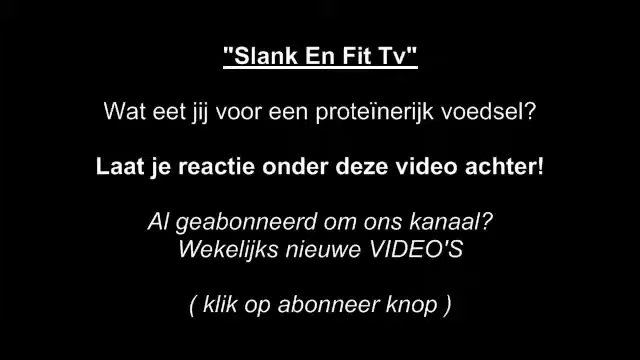 "Slank En Fit Tv"
Wat eet jij voor een proteïnerijk voedsel?
Laat je reactie onder deze video achter!
Al geabonneerd om ons kanaal?
Wekelijks nieuwe VIDEO'S
( klik op abonneer knop )